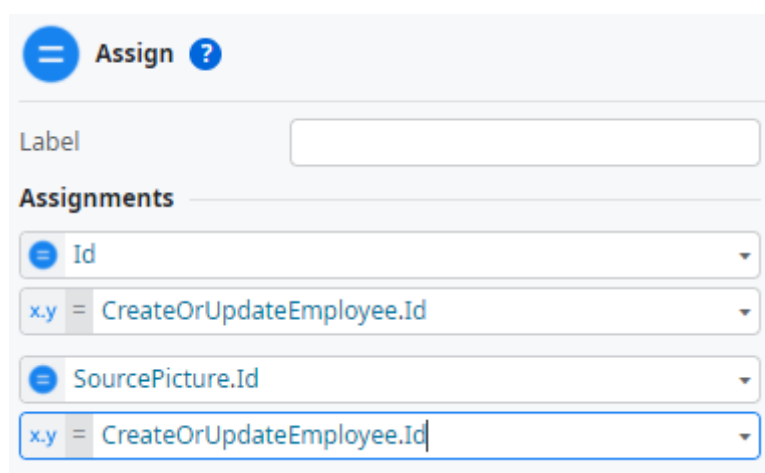 Assign ?
Label
Assignments
Id
x.y = CreateOrUpdateEmployee.Id
SourcePicture.Id
x.y = CreateOrUpdateEmployee.Id